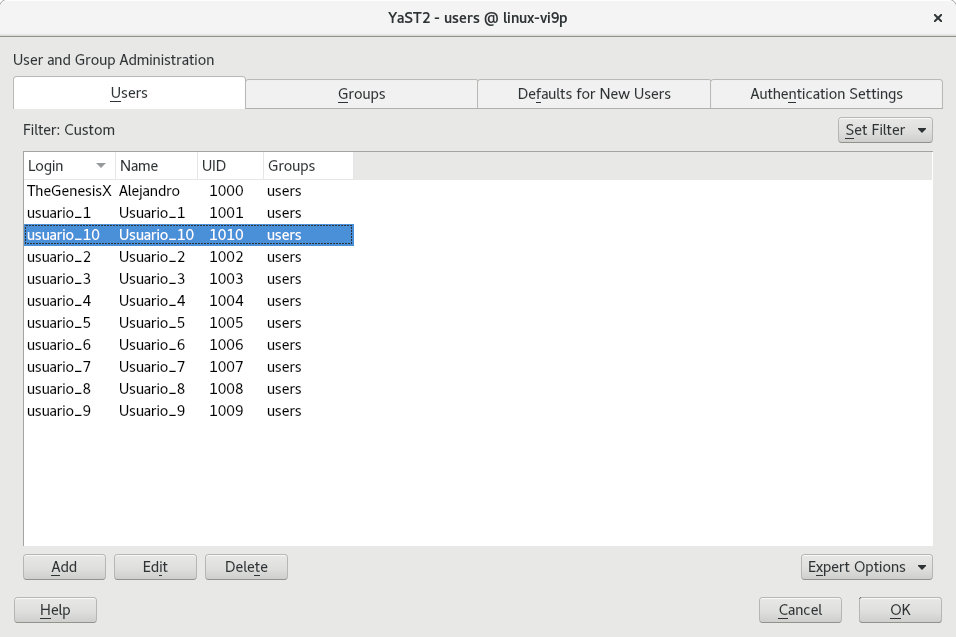 YaST2 - users @ linux-vi9p
User and Group Administration
Users Groups Defaults for New Users Authentication Settings
Filter: Custom Set Filter
Login Name UID Groups
TheGenesisX Alejandro 1000 users
usuario_1 Usuario_1 1001 users
usuario_10 Usuario_10 1010 users
usuario_2 Usuario_2 1002 users
usuario_3 Usuario_3 1003 users
usuario_4 Usuario_4 1004 users
usuario_5 Usuario_5 1005 users
usuario_6 Usuario_6 1006 users
usuario_7 Usuario_7 1007 users
usuario_8 Usuario_8 1008 users
usuario_9 Usuario_9 1009 users
Add Edit Delete Expert Options
Help Cancel OK